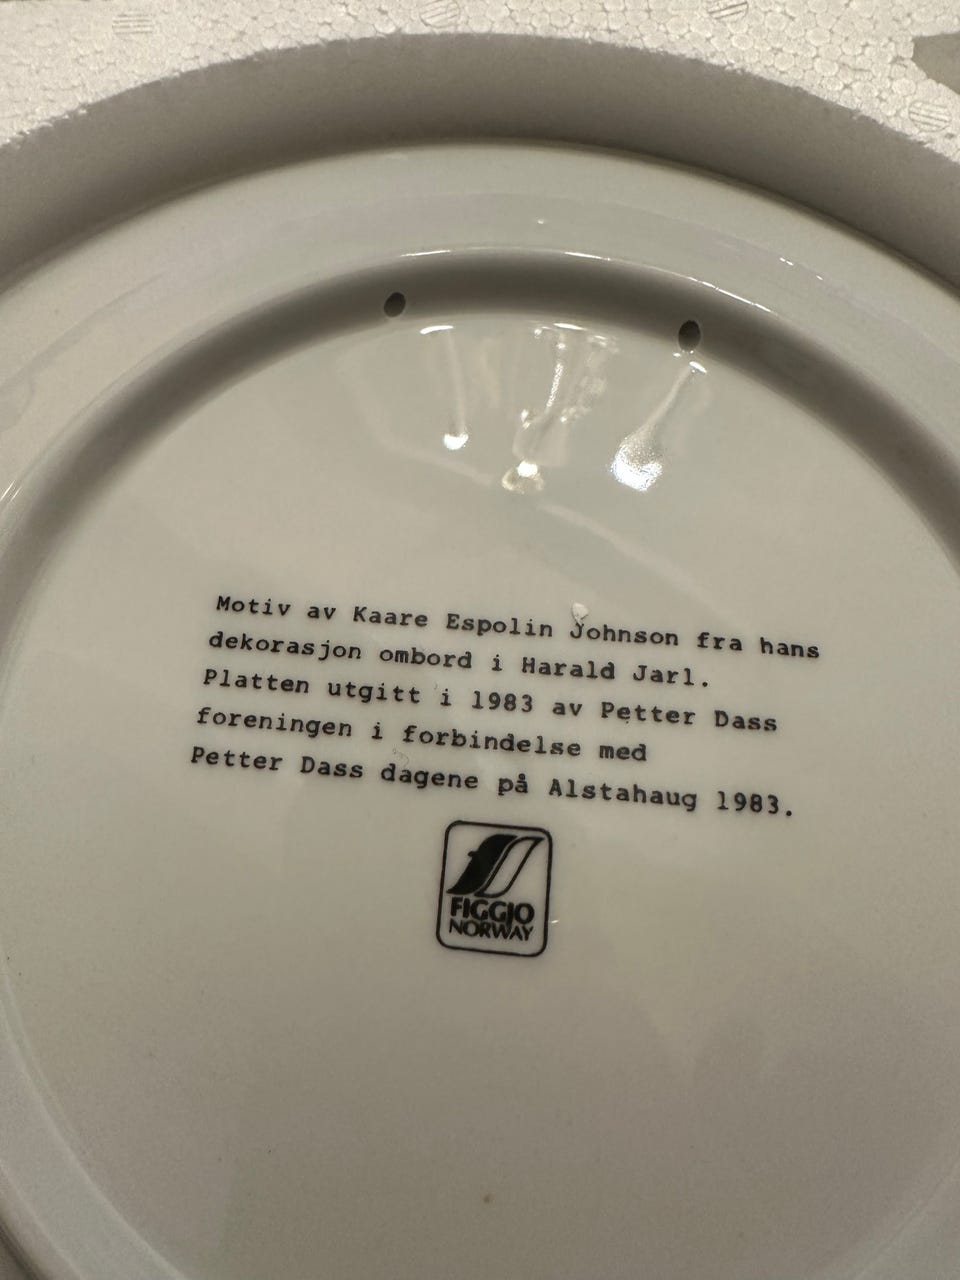 Motiv av Kaare Espolin Johnson fra hans
dekorasjon ombord i Harald Jarl.
Platten utgitt i 1983 av Petter Dass
foreningen i forbindelse med
Petter Dass dagene på Alstahaug 1983.
FIGGJO
NORWAY